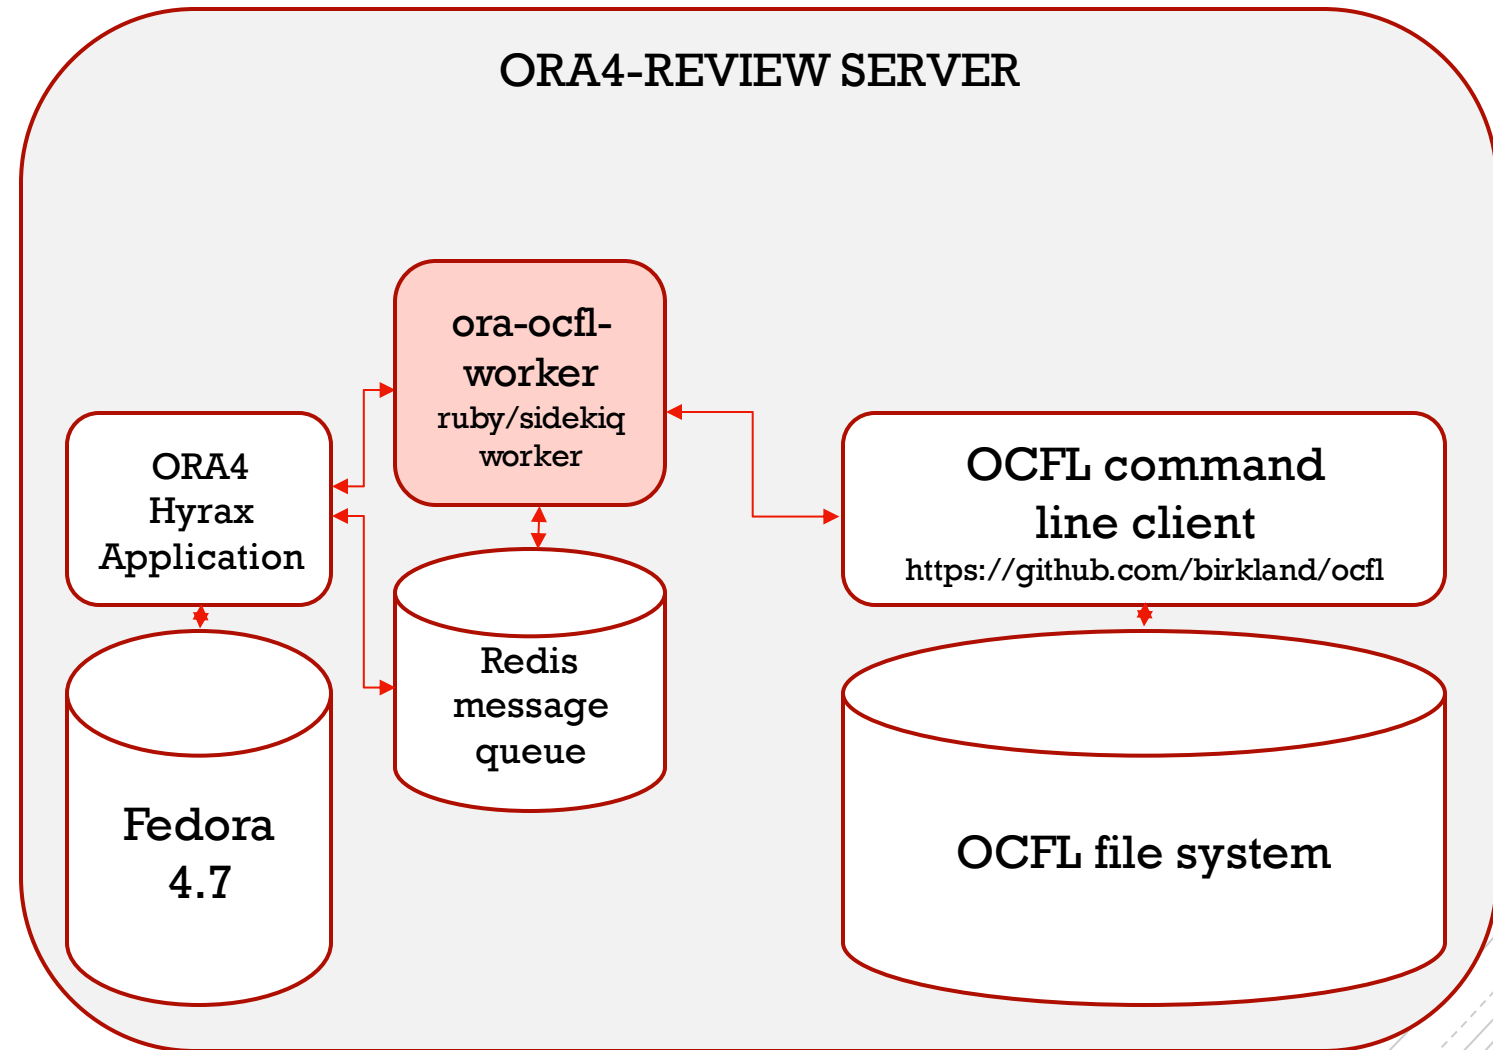 ORA4-REVIEW SERVER
ora-ocfl-
worker
ruby/sidekiq
worker
ORA4
Hyrax
Application
OCFL command
line client
https://github.com/birkland/ocfl
Redis
message
queue
Fedora
4.7
OCFL file system